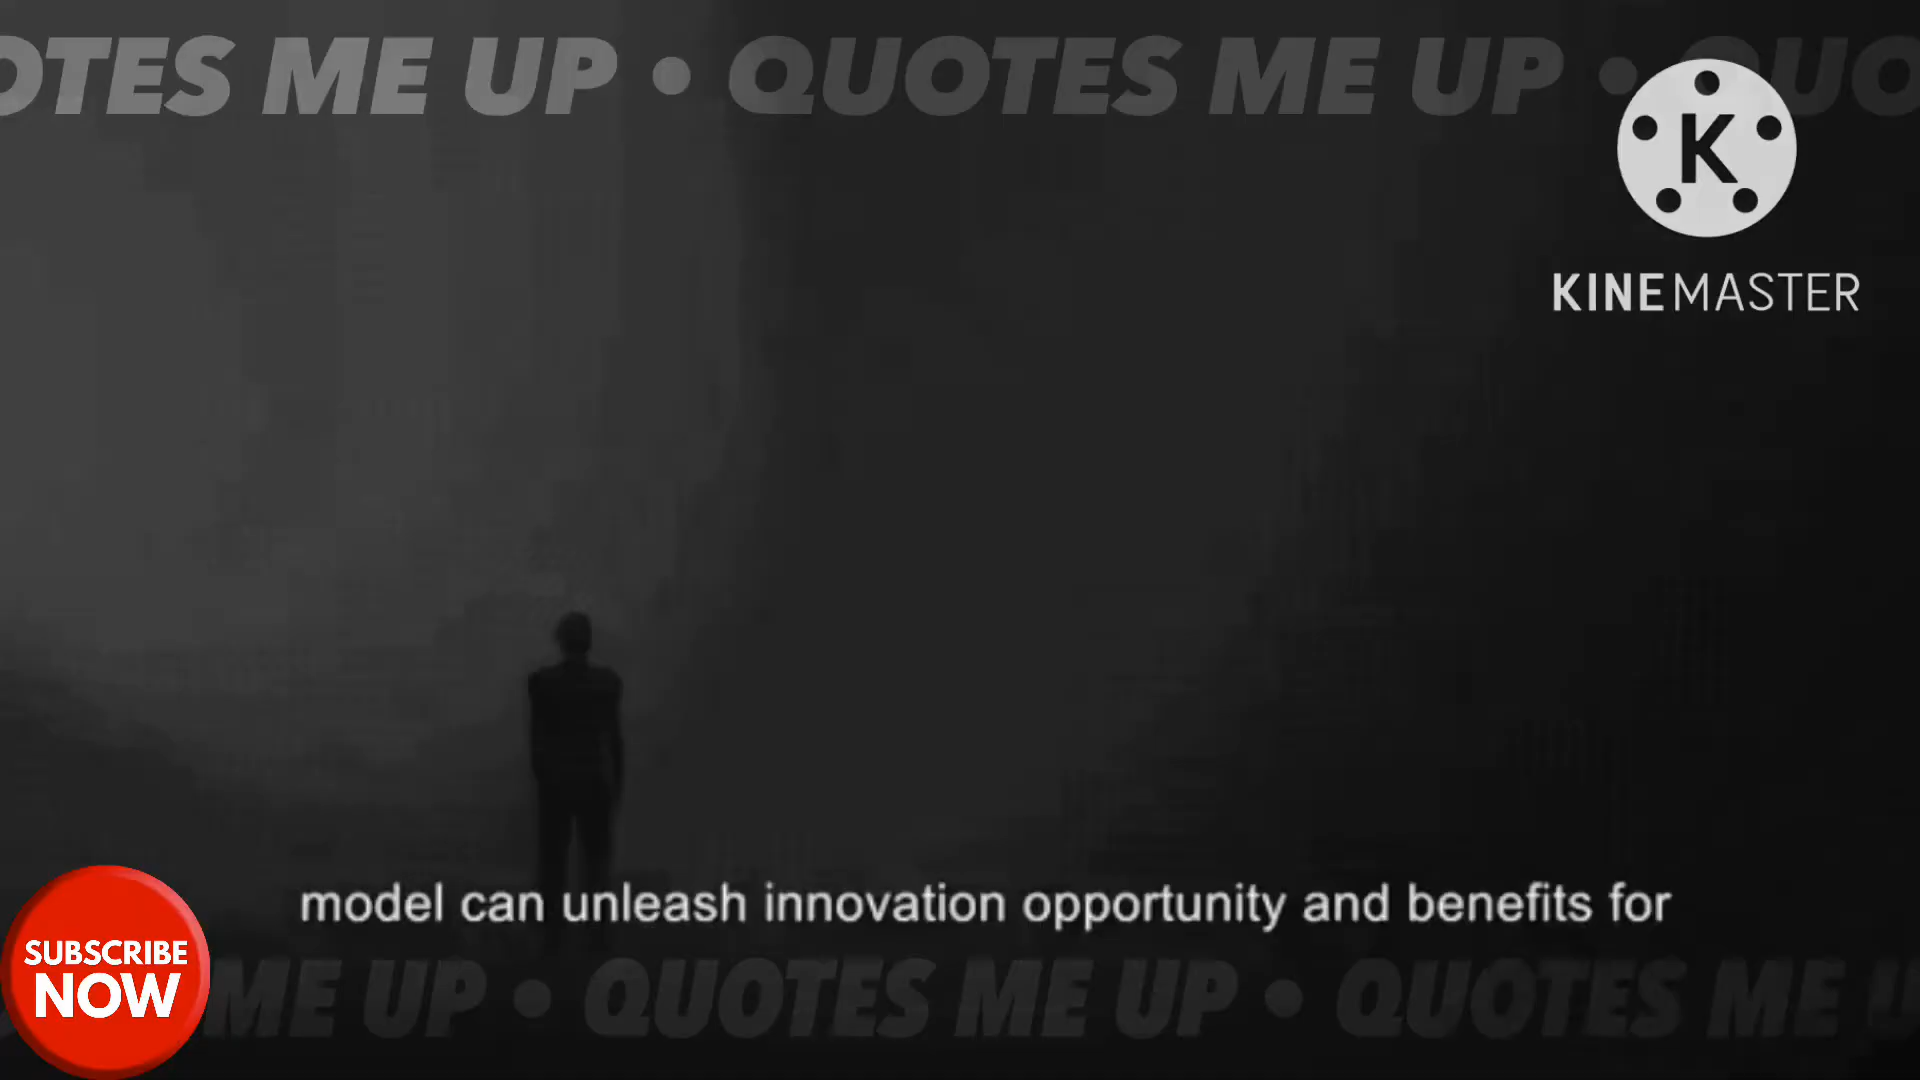 OTES ME UP • QUOTES ME UP • QUO
K
KINEMASTER
model can unleash innovation opportunity and benefits for
SUBSCRIBE
NOW
ME UP • QUOTES ME UP • QUOTES ME U